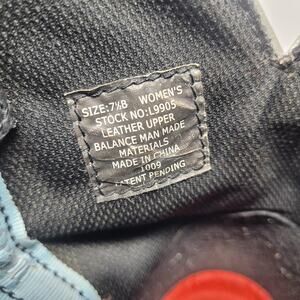 SIZE:7½B WOMEN'S
STOCK NO:L9905
LEATHER UPPER
BALANCE MAN MADE
MATERIALS
MADE IN CHINA
1009
PATENT PENDING